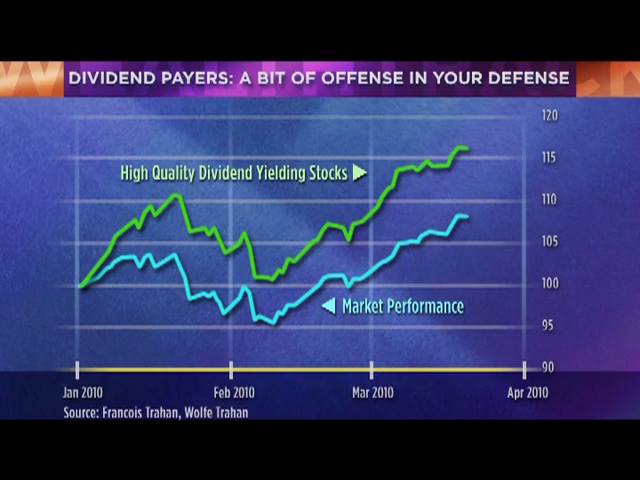 DIVIDEND PAYERS: A BIT OF OFFENSE IN YOUR DEFENSE
120
High Quality Dividend Yielding Stocks
115
110
105
100
Market Performance
95
90
Jan 2010 Feb 2010 Mar 2010 Apr 2010
Source: Francois Trahan, Wolfe Trahan